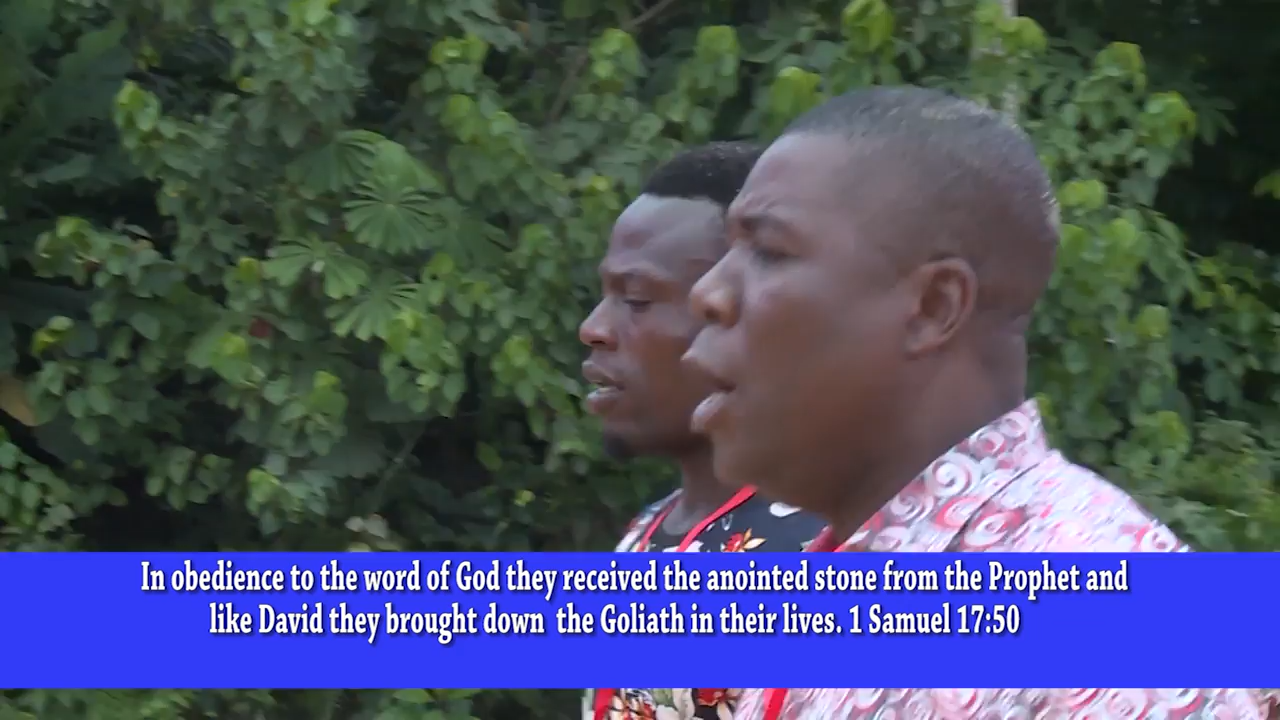 In obedience to the word of God they received the anointed stone from the Prophet and
like David they brought down the Goliath in their lives. 1 Samuel 17:50